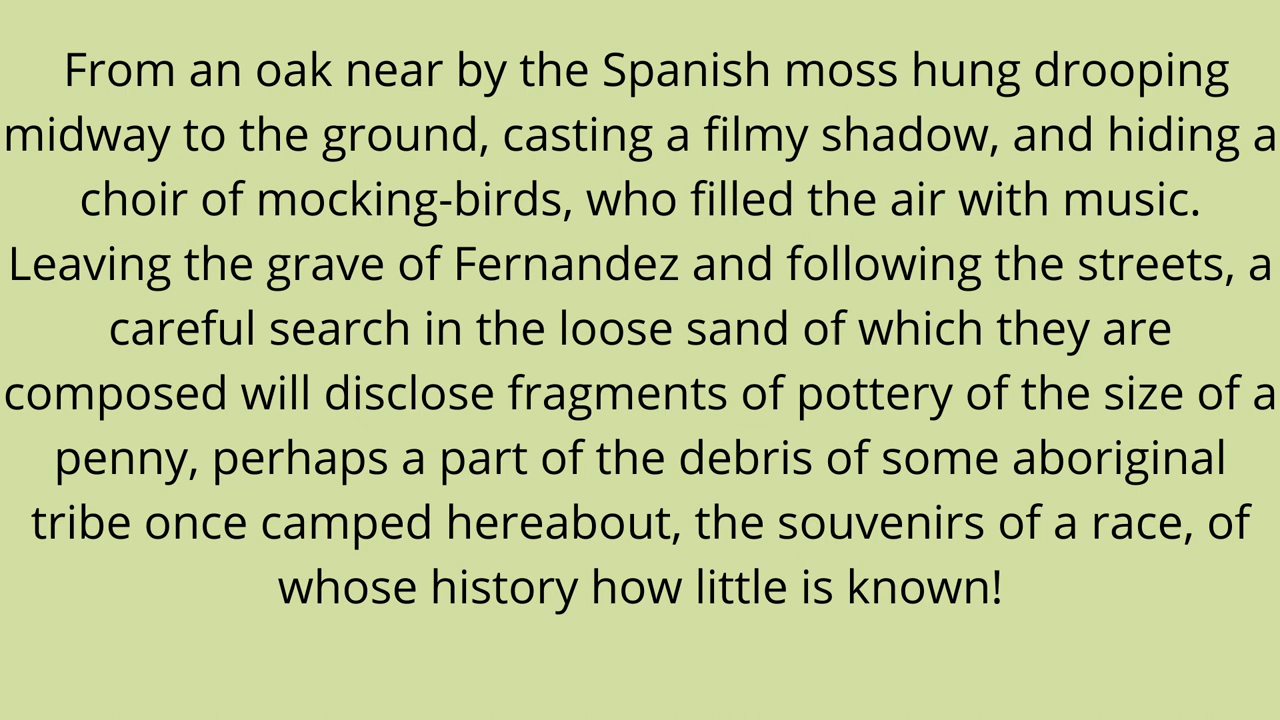 From an oak near by the Spanish moss hung drooping
midway to the ground, casting a filmy shadow, and hiding a
choir of mocking-birds, who filled the air with music.
Leaving the grave of Fernandez and following the streets, a
careful search in the loose sand of which they are
composed will disclose fragments of pottery of the size of a
penny, perhaps a part of the debris of some aboriginal
tribe once camped hereabout, the souvenirs of a race, of
whose history how little is known!